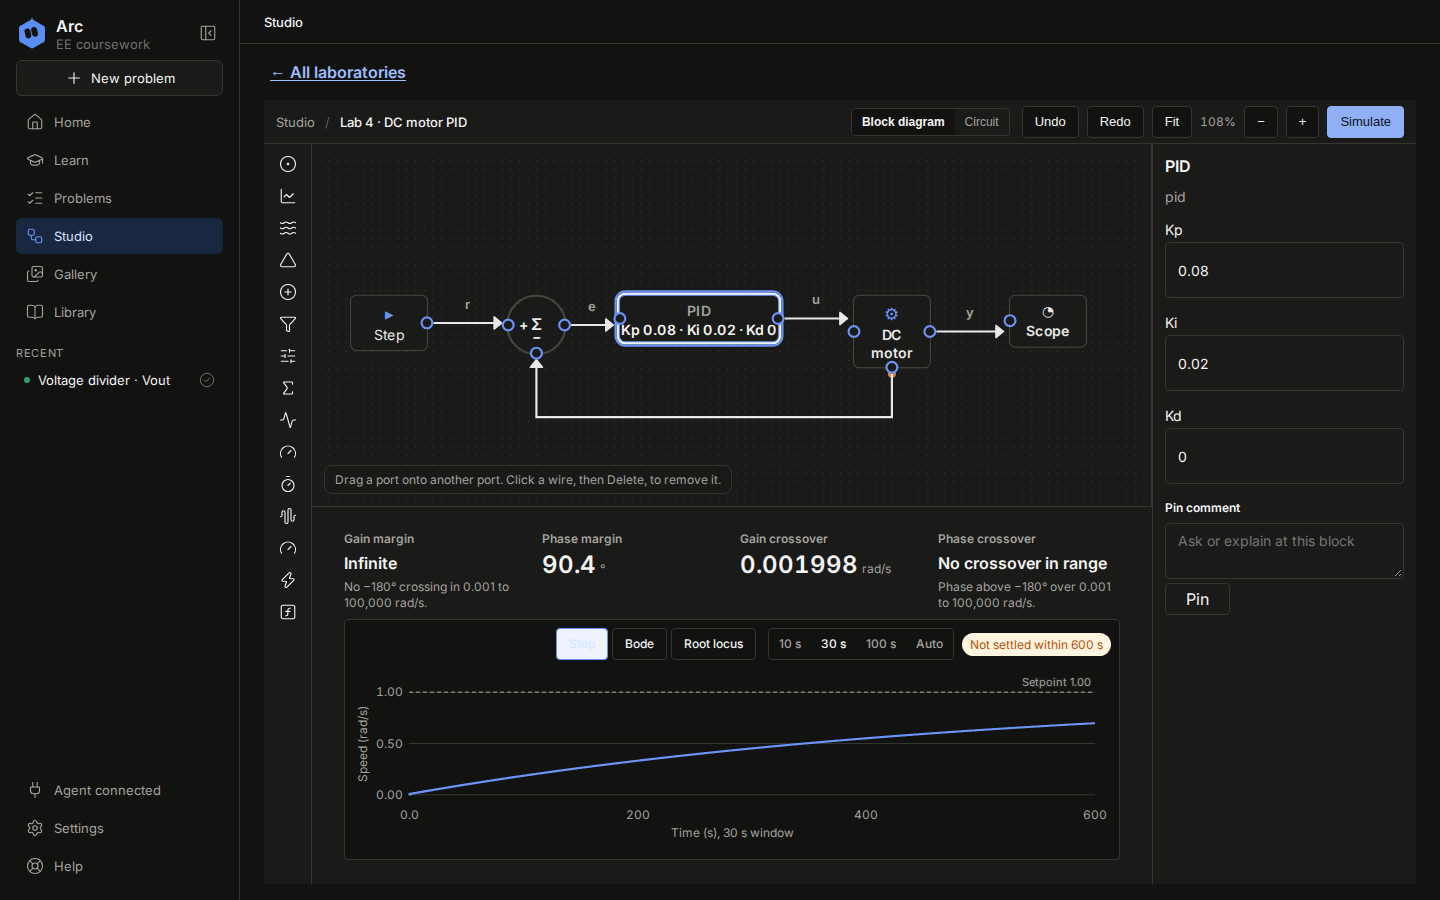 Arc
EE coursework
New problem
Home
Learn
Problems
Studio
Gallery
Library
RECENT
Voltage divider · Vout
Agent connected
Settings
Help
Studio
← All laboratories
Studio / Lab 4 · DC motor PID
Block diagram
Circuit
Undo
Redo
Fit
108%
−
+
Simulate
Step
r
+ Σ
−
e
PID
Kp 0.08 · Ki 0.02 · Kd 0
u
DC
motor
y
Scope
Drag a port onto another port. Click a wire, then Delete, to remove it.
PID
pid
Kp
0.08
Ki
0.02
Kd
0
Pin comment
Ask or explain at this block
Pin
Gain margin
Infinite
No −180° crossing in 0.001 to
100,000 rad/s.
Phase margin
90.4 °
Gain crossover
0.001998 rad/s
Phase crossover
No crossover in range
Phase above −180° over 0.001
to 100,000 rad/s.
Step
Bode
Root locus
10 s
30 s
100 s
Auto
Not settled within 600 s
Setpoint 1.00
1.00
0.50
0.00
Speed (rad/s)
0.0
200
400
600
Time (s), 30 s window